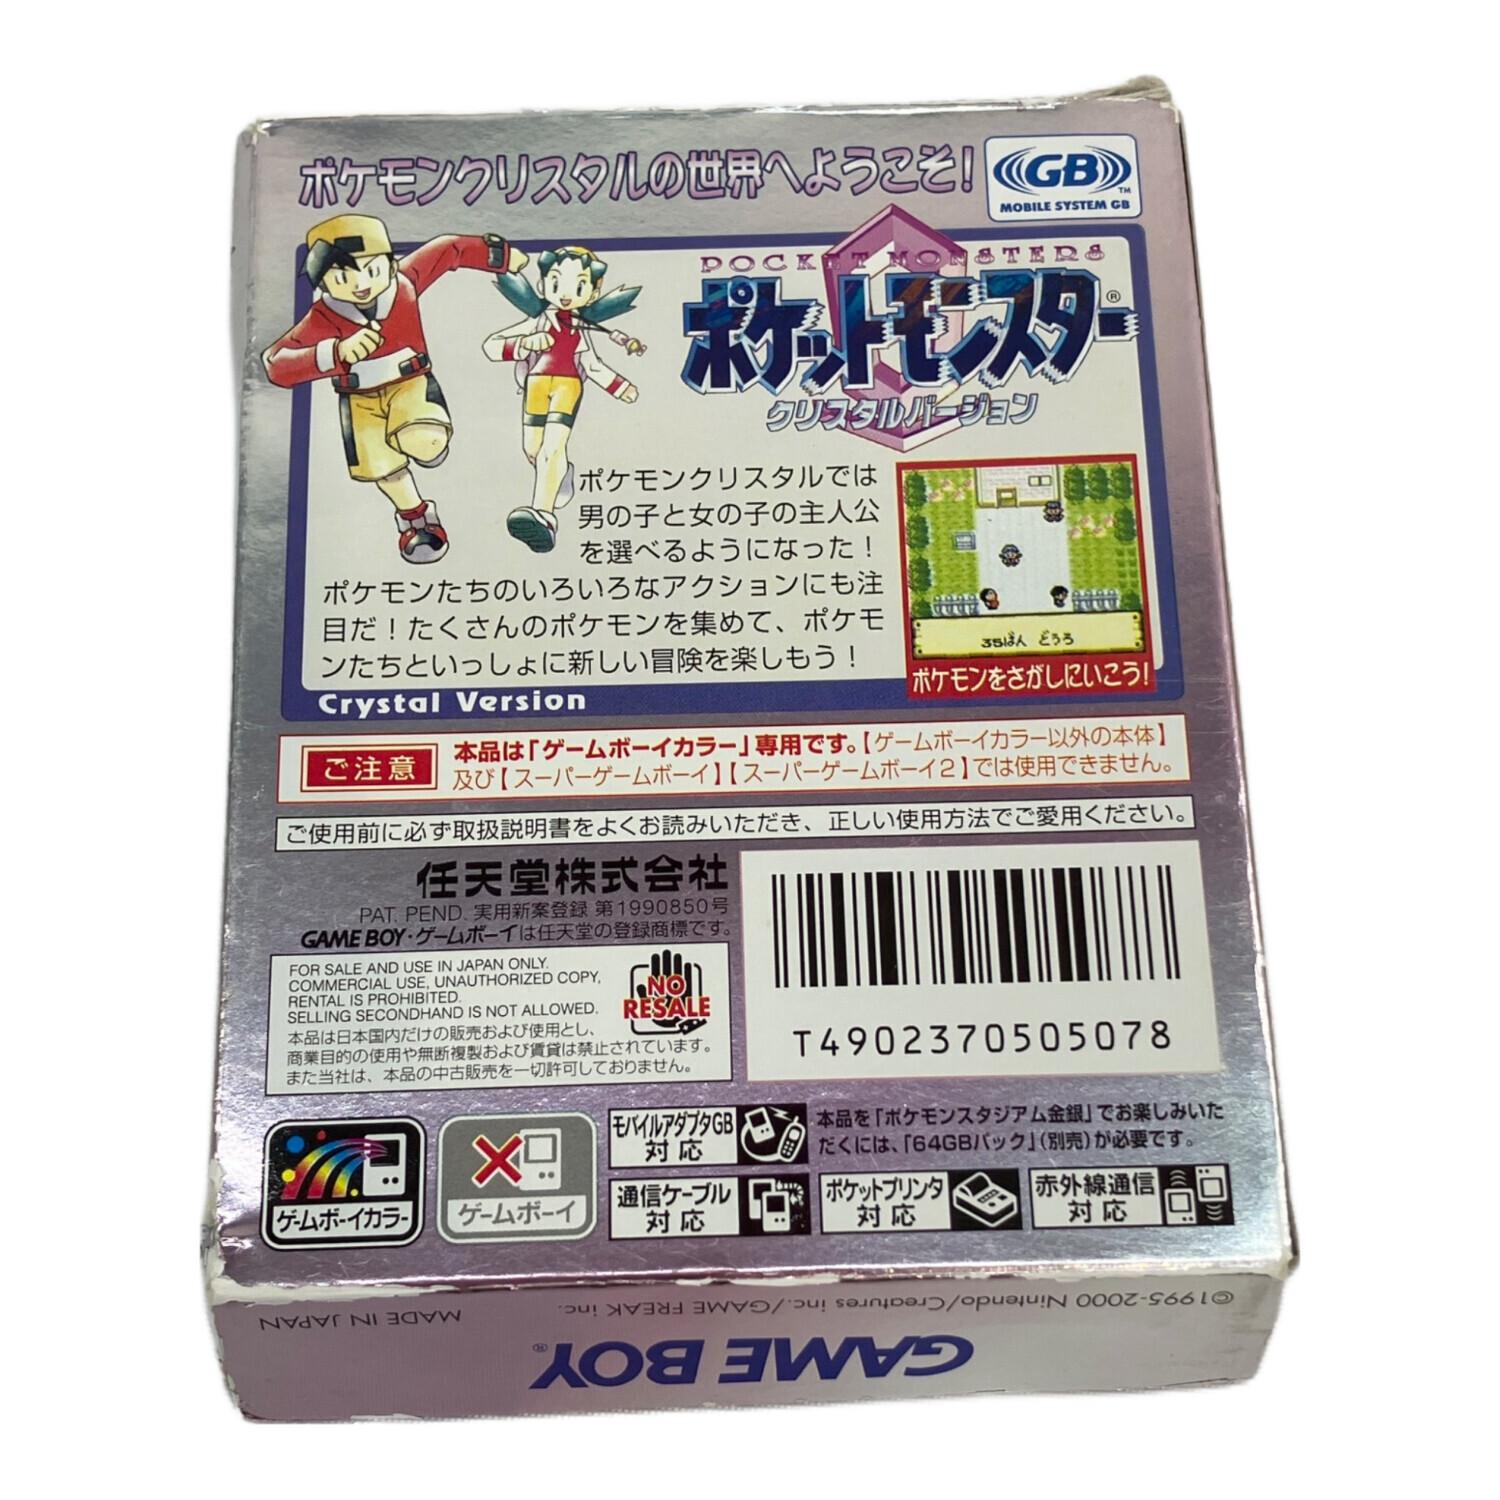 ポケモンクリスタルの世界へようこそ!
GB
TM
MOBILE SYSTEM GB
POCKET MONSTERS
ポケットモンスター®
クリスタルバージョン
ポケモンクリスタルでは
男の子と女の子の主人公
を選べるようになった!
ポケモンたちのいろいろなアクションにも注
目だ!たくさんのポケモンを集めて、ポケモ
ンたちといっしょに新しい冒険を楽しもう!
35ばん どうろ
ポケモンをさがしにいこう!
Crystal Version
ご注意
本品は「ゲームボーイカラー」専用です。【ゲームボーイカラー以外の本体】
及び【スーパーゲームボーイ】【スーパーゲームボーイ2】では使用できません。
ご使用前に必ず取扱説明書をよくお読みいただき、正しい使用方法でご愛用ください。
任天堂株式会社
PAT. PEND. 実用新案登録 第1990850号
GAME BOY・ゲームボーイは任天堂の登録商標です。
FOR SALE AND USE IN JAPAN ONLY.
COMMERCIAL USE, UNAUTHORIZED COPY,
RENTAL IS PROHIBITED.
SELLING SECONDHAND IS NOT ALLOWED.
NO
RESALE
本品は日本国内だけの販売および使用とし、
商業目的の使用や無断複製および賃貸は禁止されています。
また当社は、本品の中古販売を一切許可しておりません。
T4902370505078
ゲームボーイカラー
ゲームボーイ
モバイルアダプタGB
対応
本品を「ポケモンスタジアム金銀」でお楽しみいた
だくには、「64GBパック」(別売)が必要です。
通信ケーブル
対応
ポケットプリンタ
対応
赤外線通信
対応
©1995-2000 Nintendo/Creatures inc./GAME FREAK inc.
MADE IN JAPAN
GAME BOY®